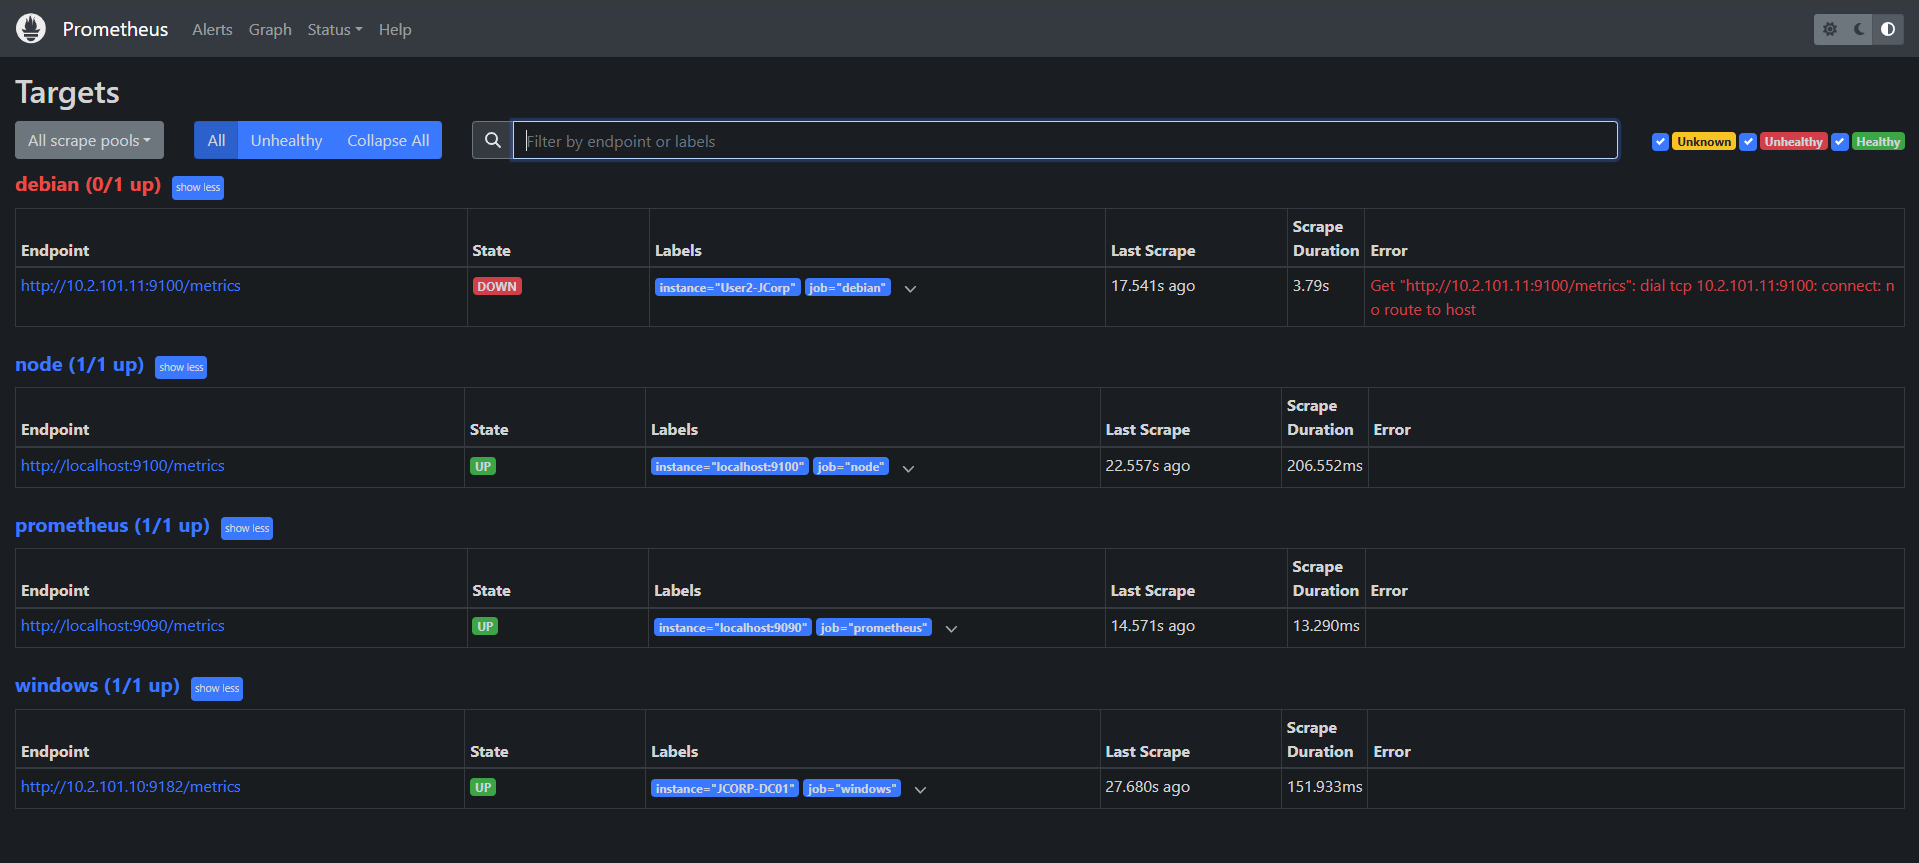 Prometheus Alerts Graph Status Help
Targets
All scrape pools All Unhealthy Collapse All Filter by endpoint or labels Unknown Unhealthy Healthy
debian (0/1 up) show less
Endpoint State Labels Last Scrape Scrape Duration Error
http://10.2.101.11:9100/metrics DOWN instance="User2-JCorp" job="debian" 17.541s ago 3.79s Get "http://10.2.101.11:9100/metrics": dial tcp 10.2.101.11:9100: connect: n
o route to host
node (1/1 up) show less
Endpoint State Labels Last Scrape Scrape Duration Error
http://localhost:9100/metrics UP instance="localhost:9100" job="node" 22.557s ago 206.552ms
prometheus (1/1 up) show less
Endpoint State Labels Last Scrape Scrape Duration Error
http://localhost:9090/metrics UP instance="localhost:9090" job="prometheus" 14.571s ago 13.290ms
windows (1/1 up) show less
Endpoint State Labels Last Scrape Scrape Duration Error
http://10.2.101.10:9182/metrics UP instance="JCORP-DC01" job="windows" 27.680s ago 151.933ms